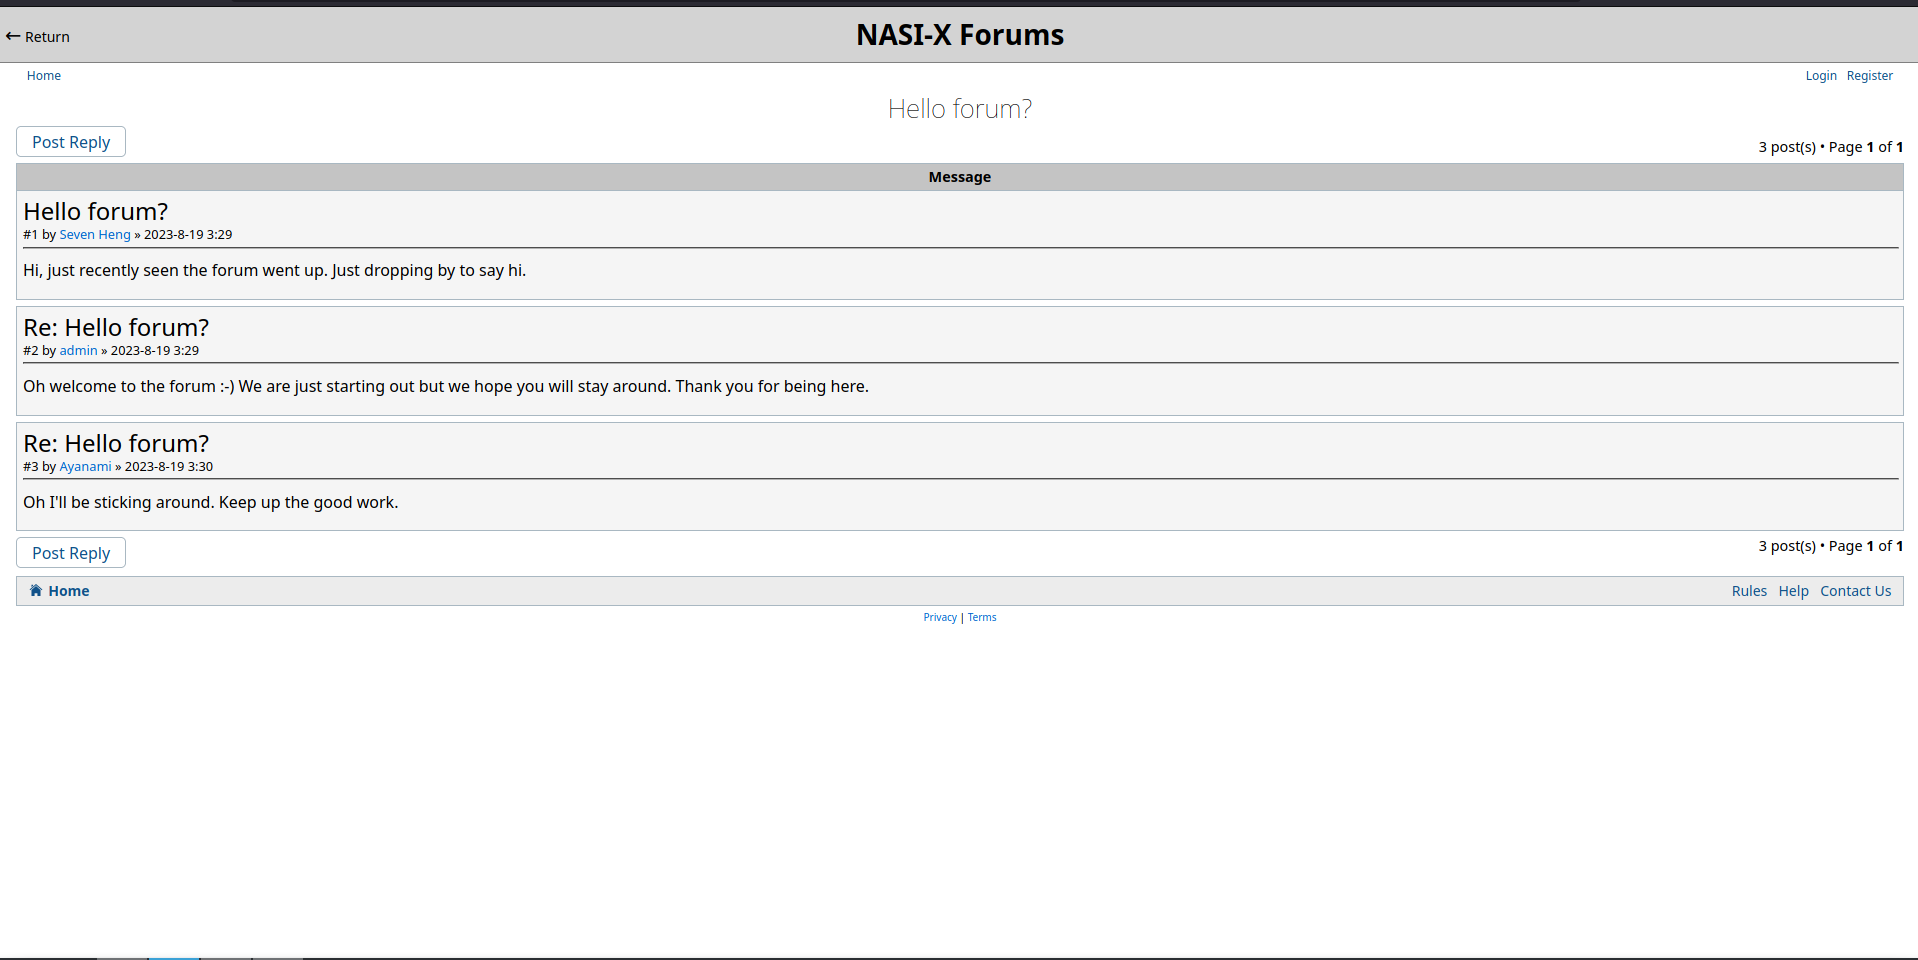 ← Return
NASI-X Forums
Home
Login Register
Hello forum?
Post Reply
3 post(s) • Page 1 of 1
Message
Hello forum?
#1 by Seven Heng » 2023-8-19 3:29
Hi, just recently seen the forum went up. Just dropping by to say hi.
Re: Hello forum?
#2 by admin » 2023-8-19 3:29
Oh welcome to the forum :-) We are just starting out but we hope you will stay around. Thank you for being here.
Re: Hello forum?
#3 by Ayanami » 2023-8-19 3:30
Oh I'll be sticking around. Keep up the good work.
Post Reply
3 post(s) • Page 1 of 1
Home
Rules Help Contact Us
Privacy | Terms